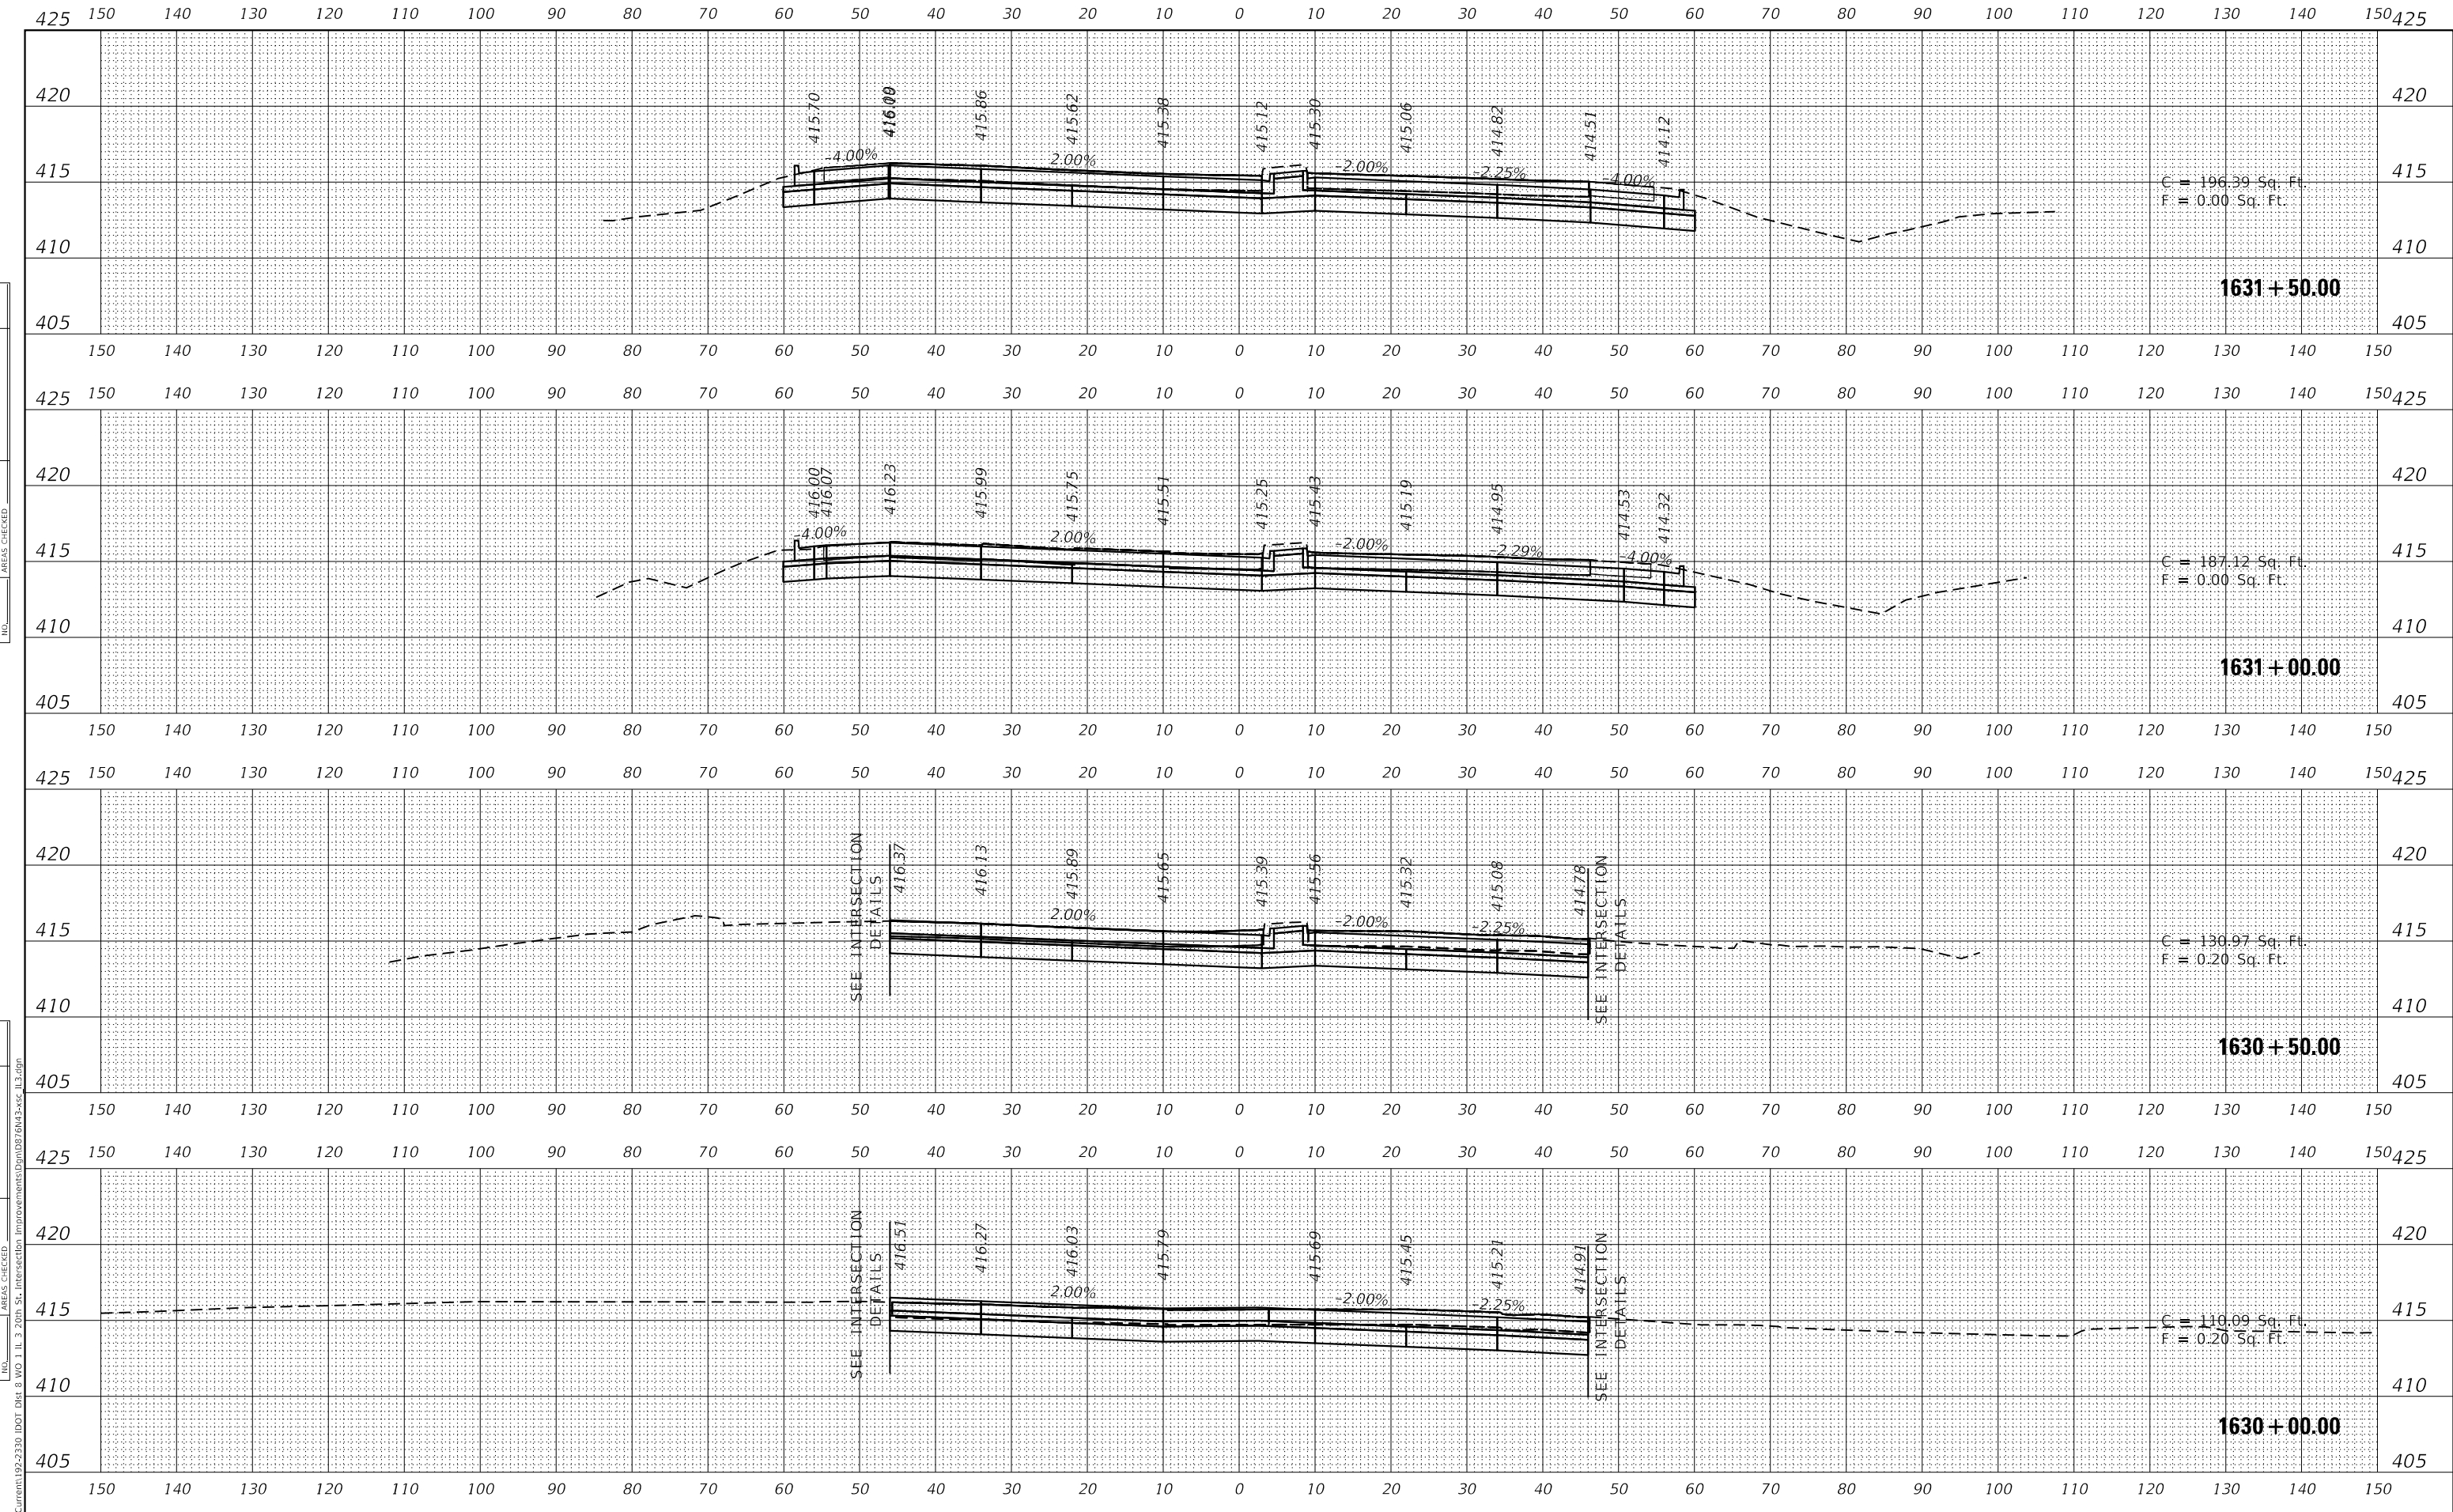 425 150 140 130 120 110 100 90 80 70 60 50 40 30 20 10 0 10 20 30 40 50 60 70 80 90 100 110 120 130 140 150 425
420 415.70 415.86 415.62 415.38 415.12 415.30 415.06 414.82 414.51 414.12 420
415 -4.00% 2.00% -2.00% -2.25% -4.00% 415
C = 196.39 Sq. Ft.
F = 0.00 Sq. Ft.
410 410
1631+50.00
405 405
150 140 130 120 110 100 90 80 70 60 50 40 30 20 10 0 10 20 30 40 50 60 70 80 90 100 110 120 130 140 150
425 150 140 130 120 110 100 90 80 70 60 50 40 30 20 10 0 10 20 30 40 50 60 70 80 90 100 110 120 130 140 150 425
420 416.00 416.07 416.23 415.99 415.75 415.51 415.25 415.43 415.19 414.95 414.53 414.32 420
415 -4.00% 2.00% -2.00% -2.29% -4.00% 415
C = 187.12 Sq. Ft.
F = 0.00 Sq. Ft.
410 410
1631+00.00
405 405
150 140 130 120 110 100 90 80 70 60 50 40 30 20 10 0 10 20 30 40 50 60 70 80 90 100 110 120 130 140 150
425 150 140 130 120 110 100 90 80 70 60 50 40 30 20 10 0 10 20 30 40 50 60 70 80 90 100 110 120 130 140 150 425
420 416.37 416.13 415.89 415.65 415.39 415.56 415.32 415.08 414.78 420
SEE INTERSECTION
DETAILS
SEE INTERSECTION
DETAILS
415 2.00% -2.00% -2.25% 415
C = 130.97 Sq. Ft.
F = 0.20 Sq. Ft.
410 410
1630+50.00
405 405
150 140 130 120 110 100 90 80 70 60 50 40 30 20 10 0 10 20 30 40 50 60 70 80 90 100 110 120 130 140 150
425 150 140 130 120 110 100 90 80 70 60 50 40 30 20 10 0 10 20 30 40 50 60 70 80 90 100 110 120 130 140 150 425
420 416.51 416.27 416.03 415.79 415.69 415.45 415.21 414.91 420
SEE INTERSECTION
DETAILS
SEE INTERSECTION
DETAILS
415 2.00% -2.00% -2.25% 415
C = 110.09 Sq. Ft.
F = 0.20 Sq. Ft.
410 410
1630+00.00
405 405
150 140 130 120 110 100 90 80 70 60 50 40 30 20 10 0 10 20 30 40 50 60 70 80 90 100 110 120 130 140 150
NO. AREAS CHECKED
NO. AREAS CHECKED
Current\192-2330 IDOT Dist 8 WO 1 IL 3 20th St. Intersection Improvements\Dgn\D876N43-xsc_IL3.dgn